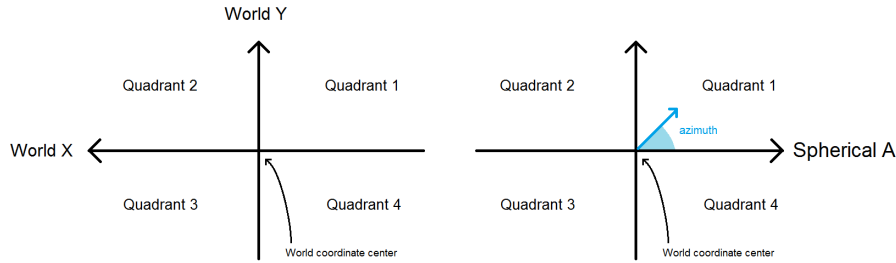 World Y
Quadrant 2
Quadrant 1
World X
Quadrant 3
Quadrant 4
World coordinate center
Quadrant 2
Quadrant 1
azimuth
Spherical A
Quadrant 3
Quadrant 4
World coordinate center